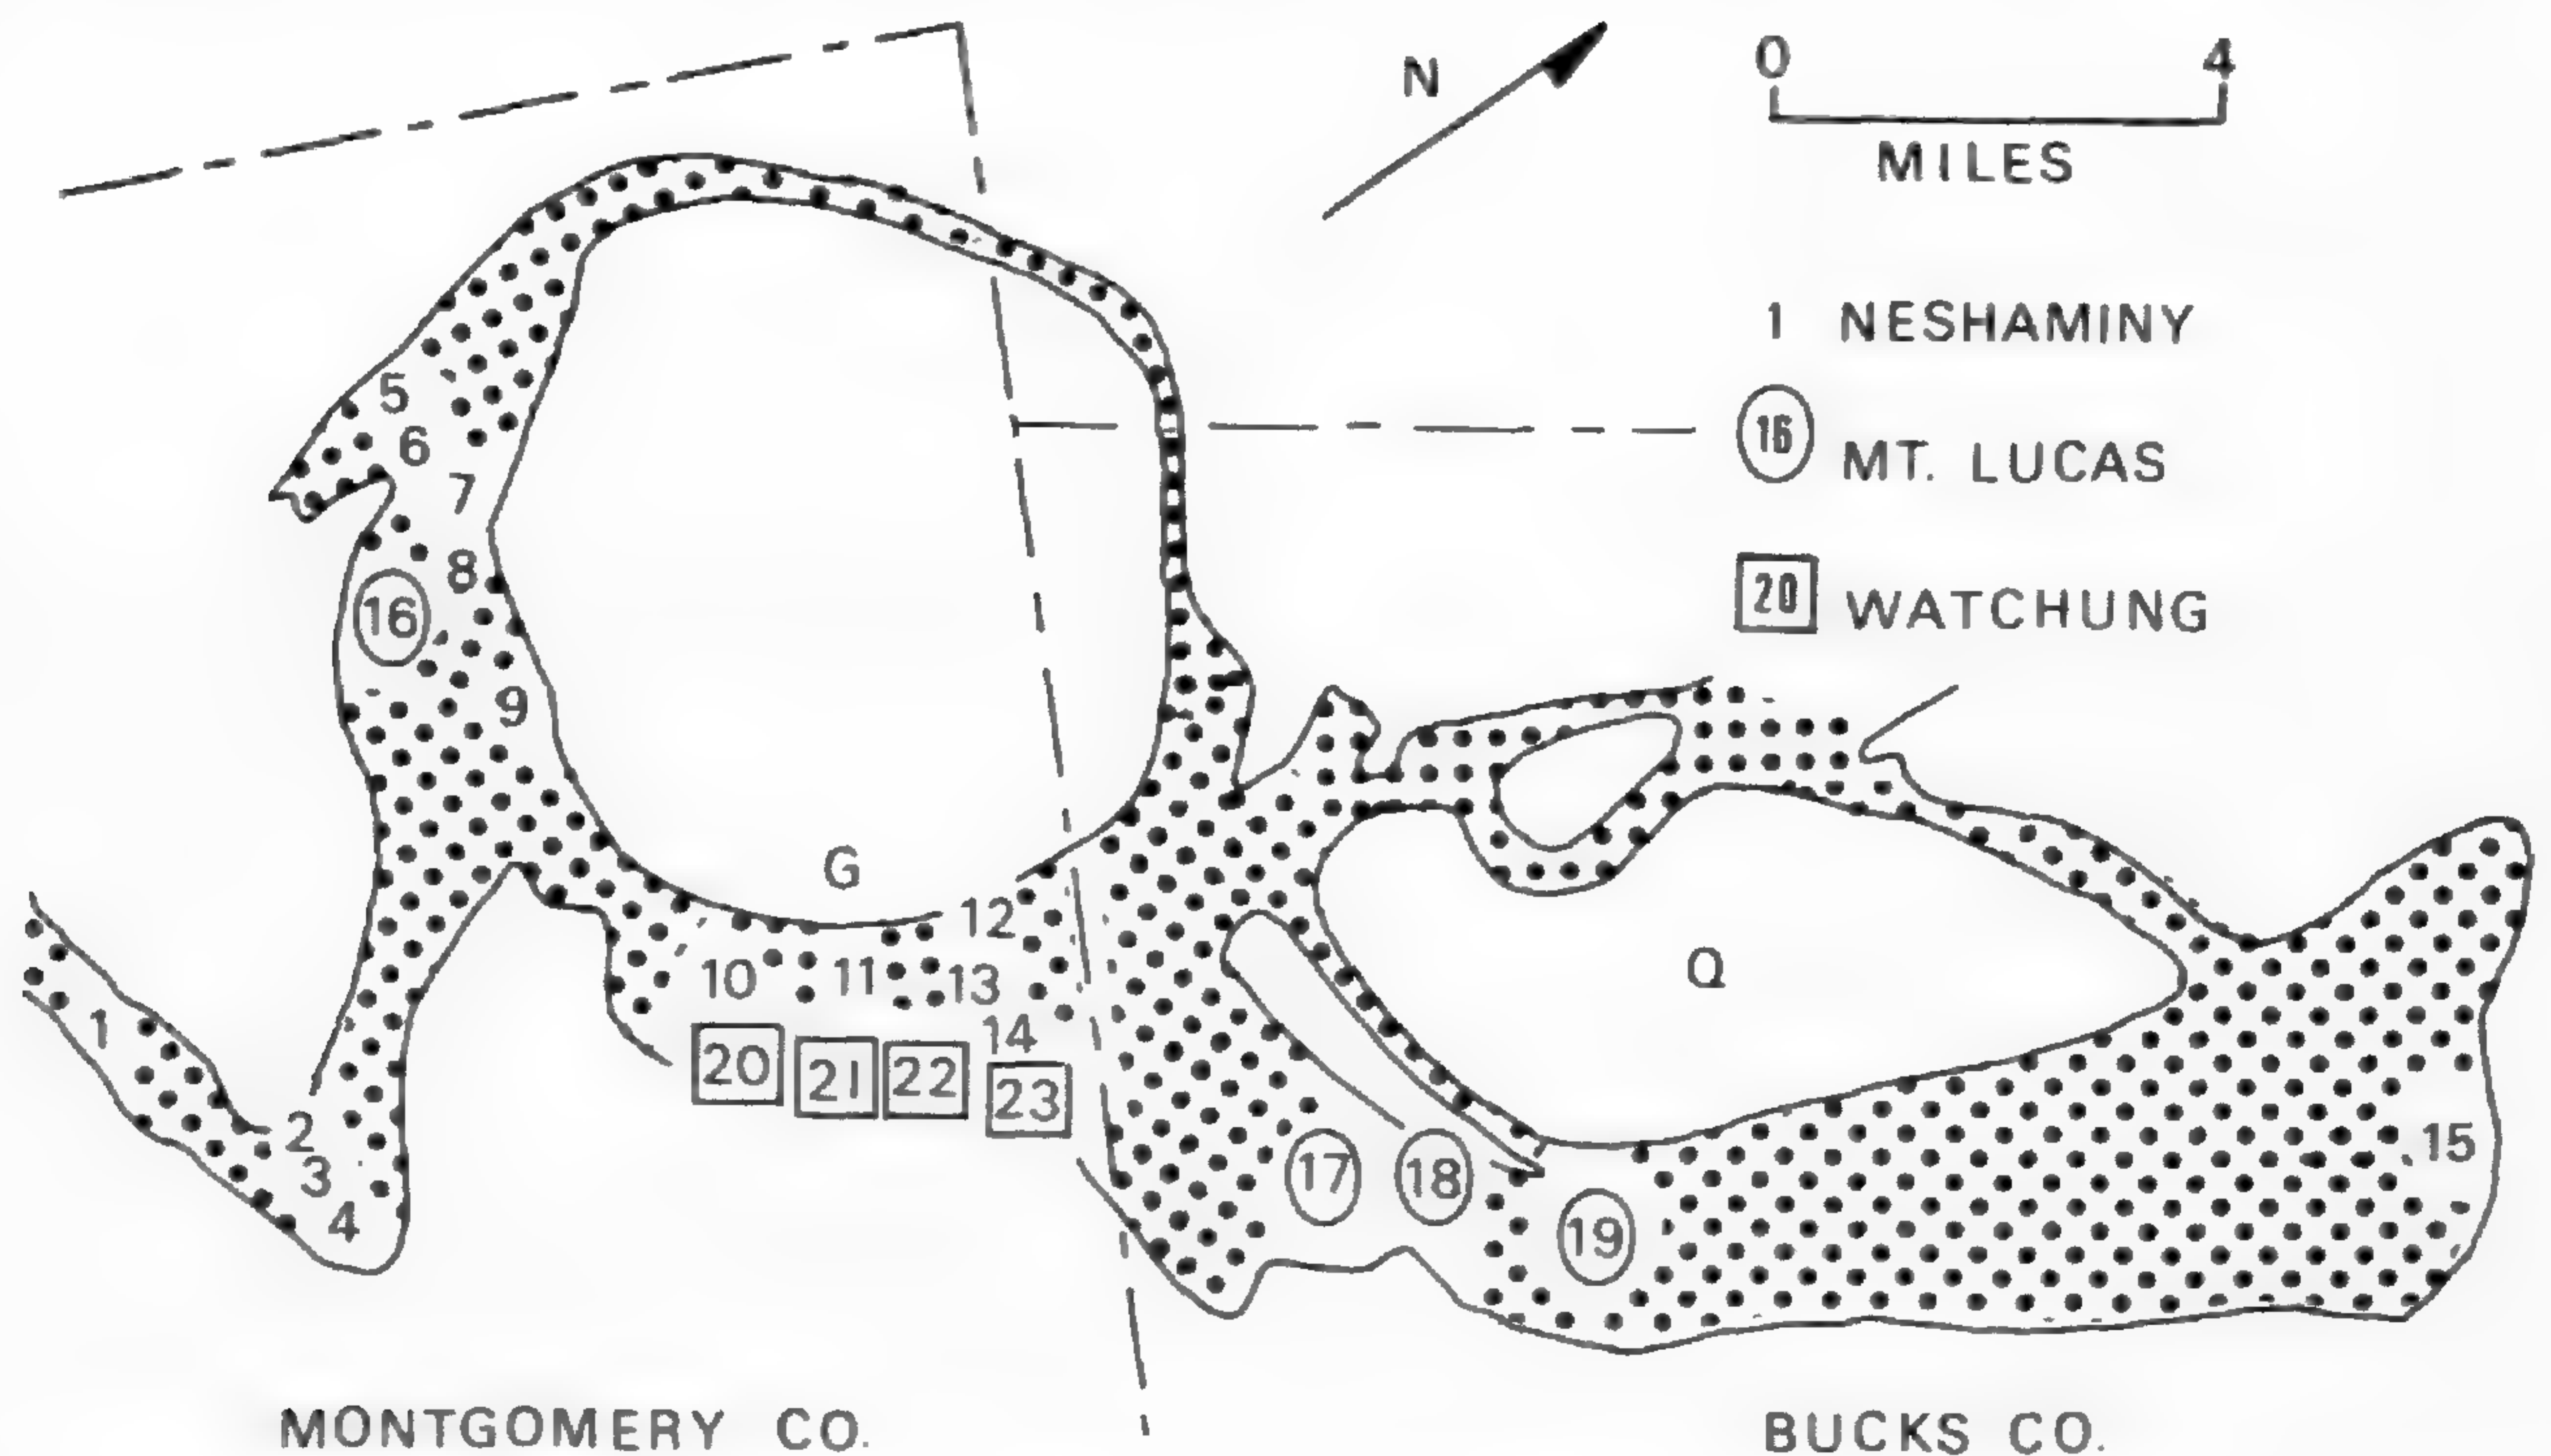 N
0 4
MILES
1 NESHAMINY
16 MT. LUCAS
20 WATCHUNG
5
6
7
8
16
9
G
12
10 11 13
14
20 21 22 23
1
2
3
4
Q
15
17 18
19
MONTGOMERY CO. BUCKS CO.